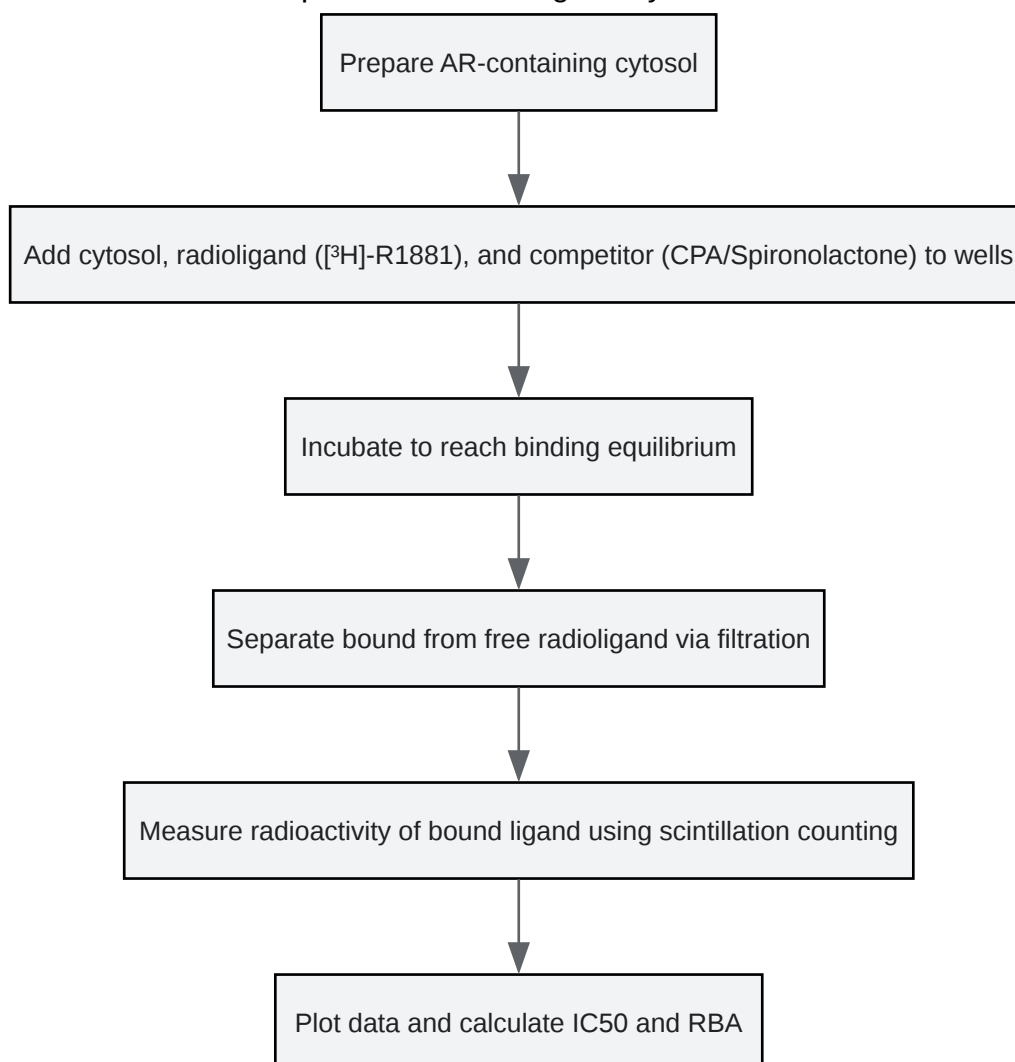 Prepare AR-containing cytosol
Add cytosol, radioligand ([³H]-R1881), and competitor (CPA/Spironolactone) to wells
Incubate to reach binding equilibrium
Separate bound from free radioligand via filtration
Measure radioactivity of bound ligand using scintillation counting
Plot data and calculate IC50 and RBA